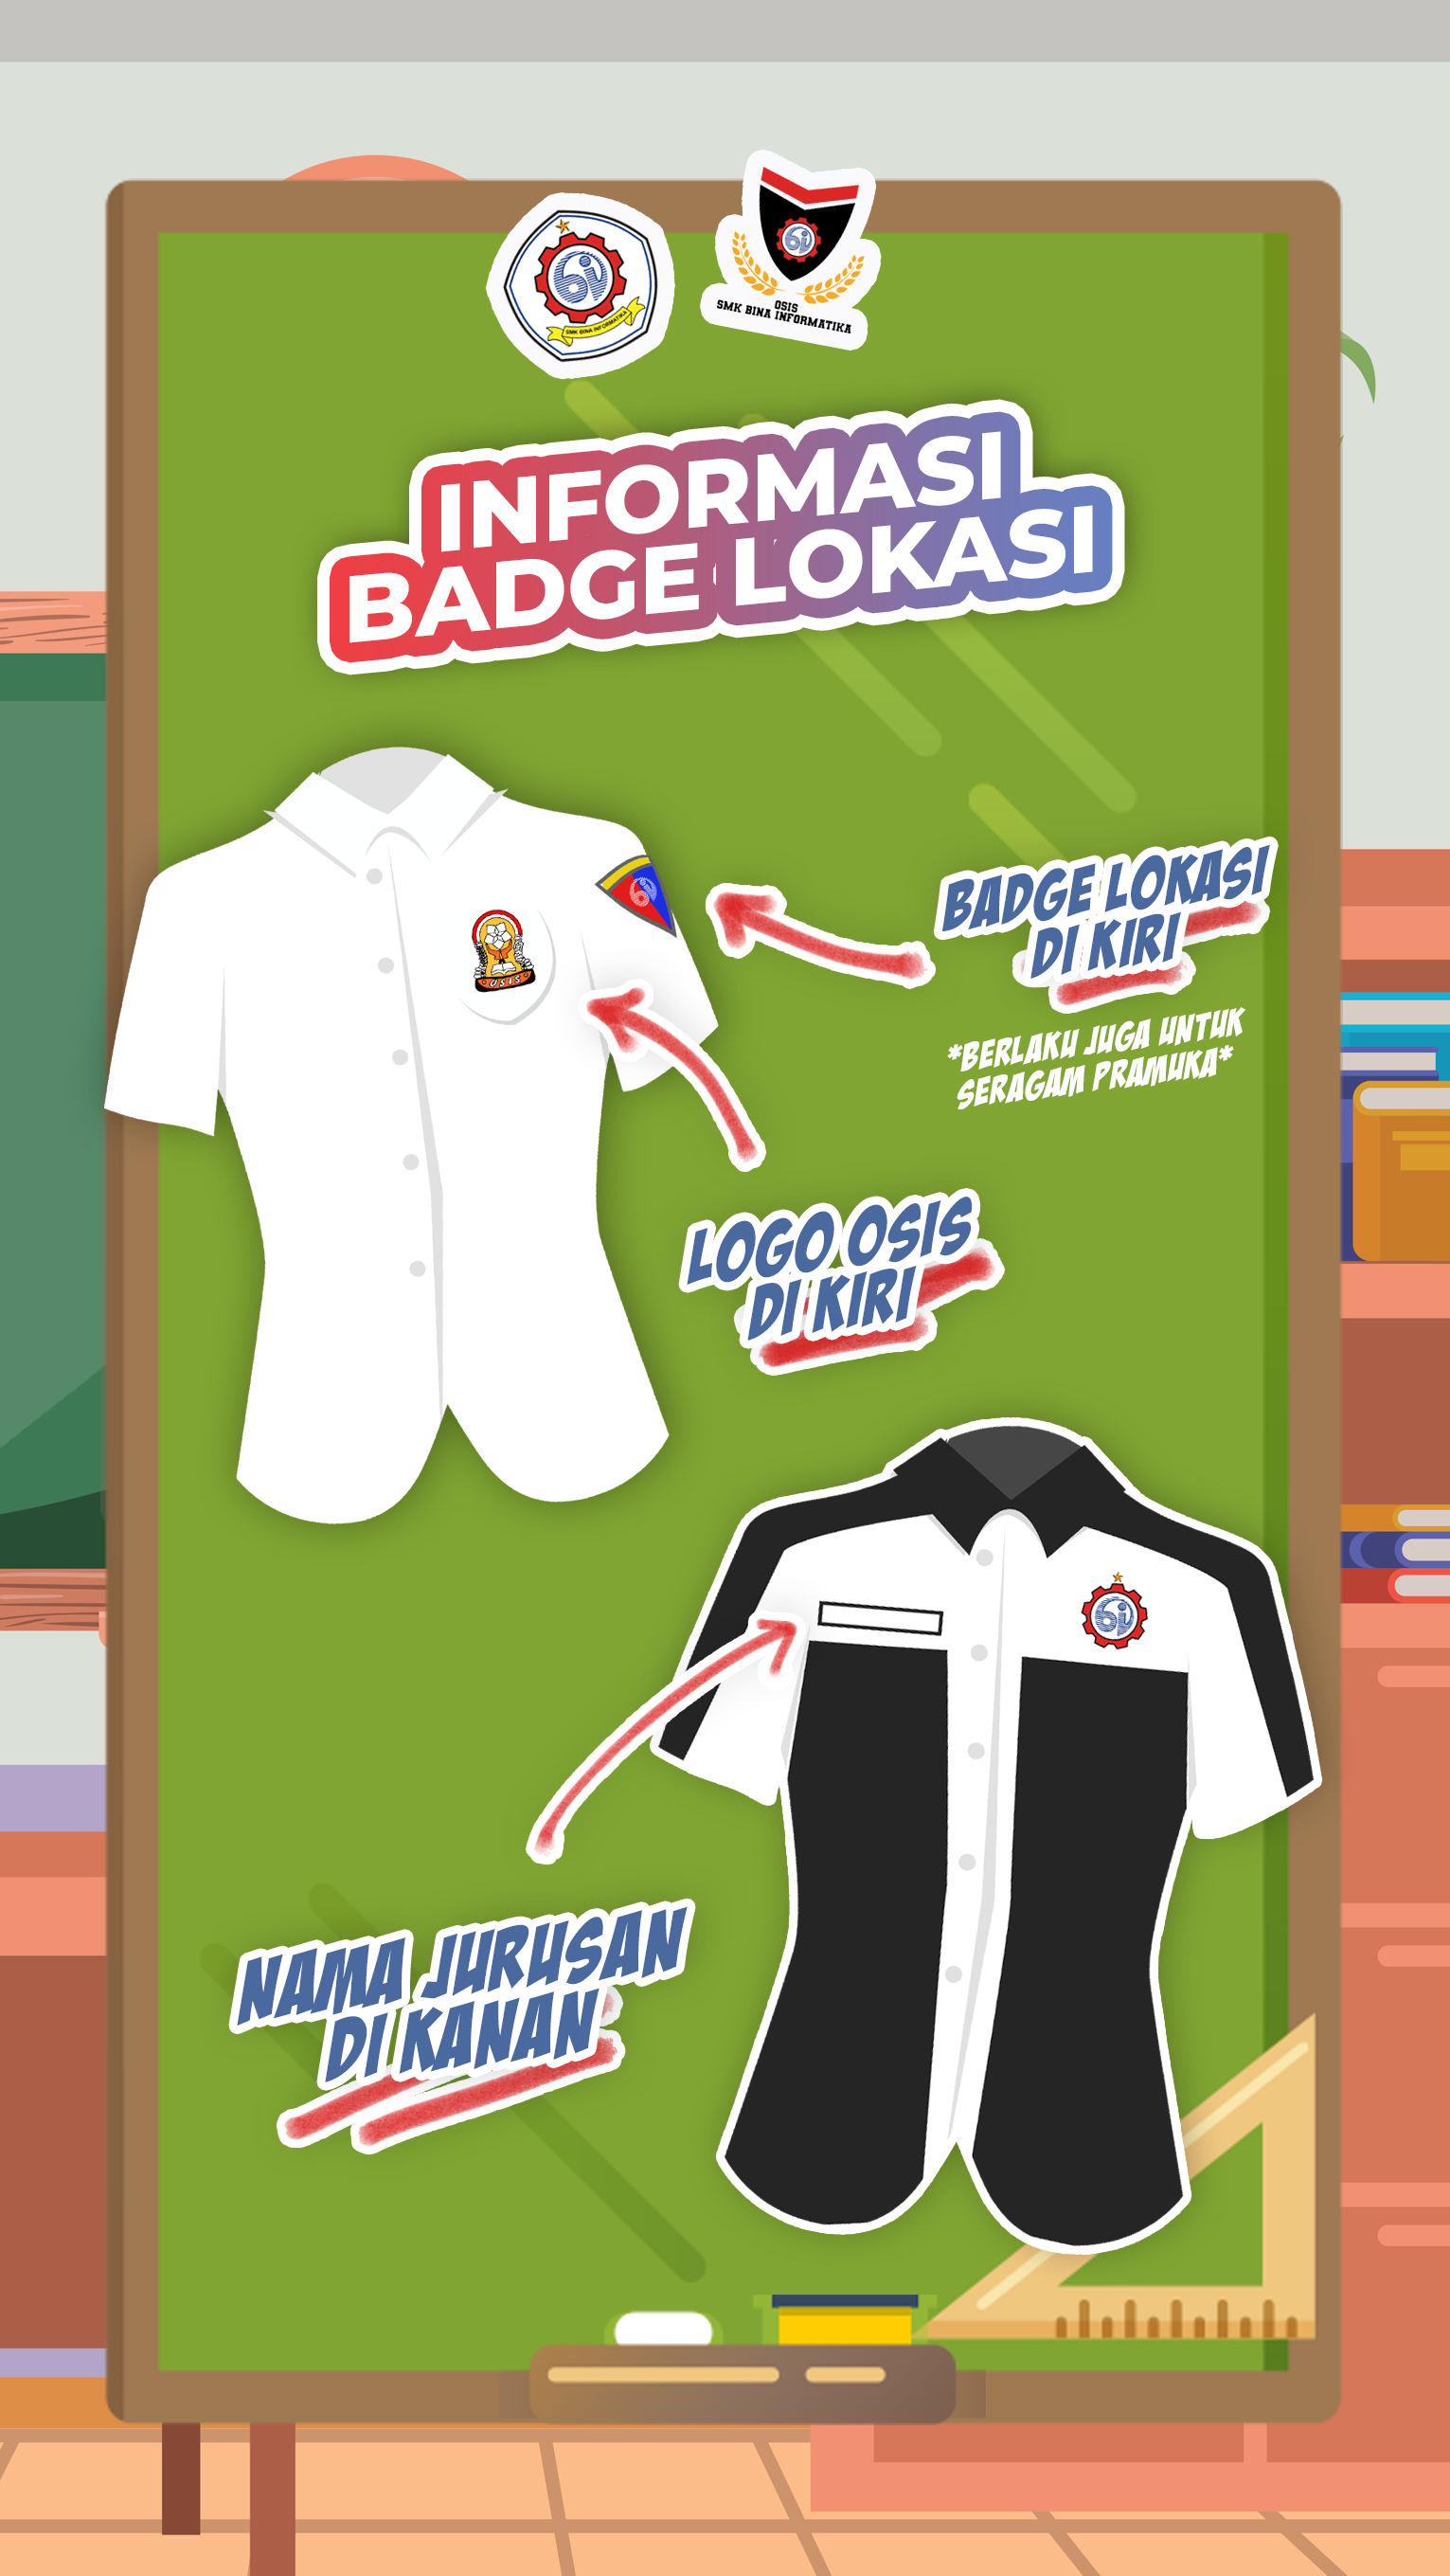 SMK BINA INFORMATIKA
OSIS
SMK BINA INFORMATIKA
INFORMASI
BADGE LOKASI
BADGE LOKASI
DI KIRI
*BERLAKU JUGA UNTUK
SERAGAM PRAMUKA*
OSIS
LOGO OSIS
DI KIRI
NAMA JURUSAN
DI KANAN